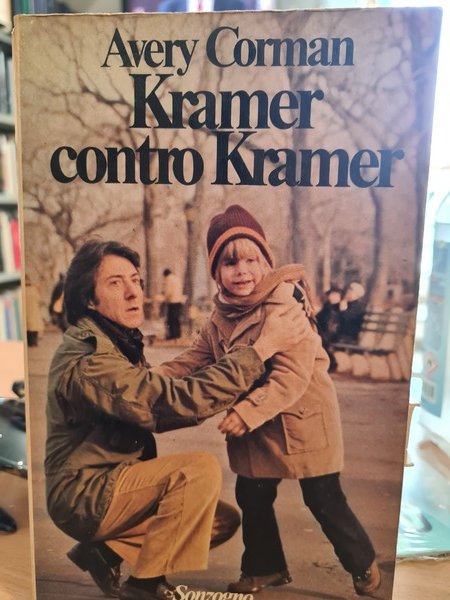 Avery Corman
Kramer
contro Kramer
Sonzogno